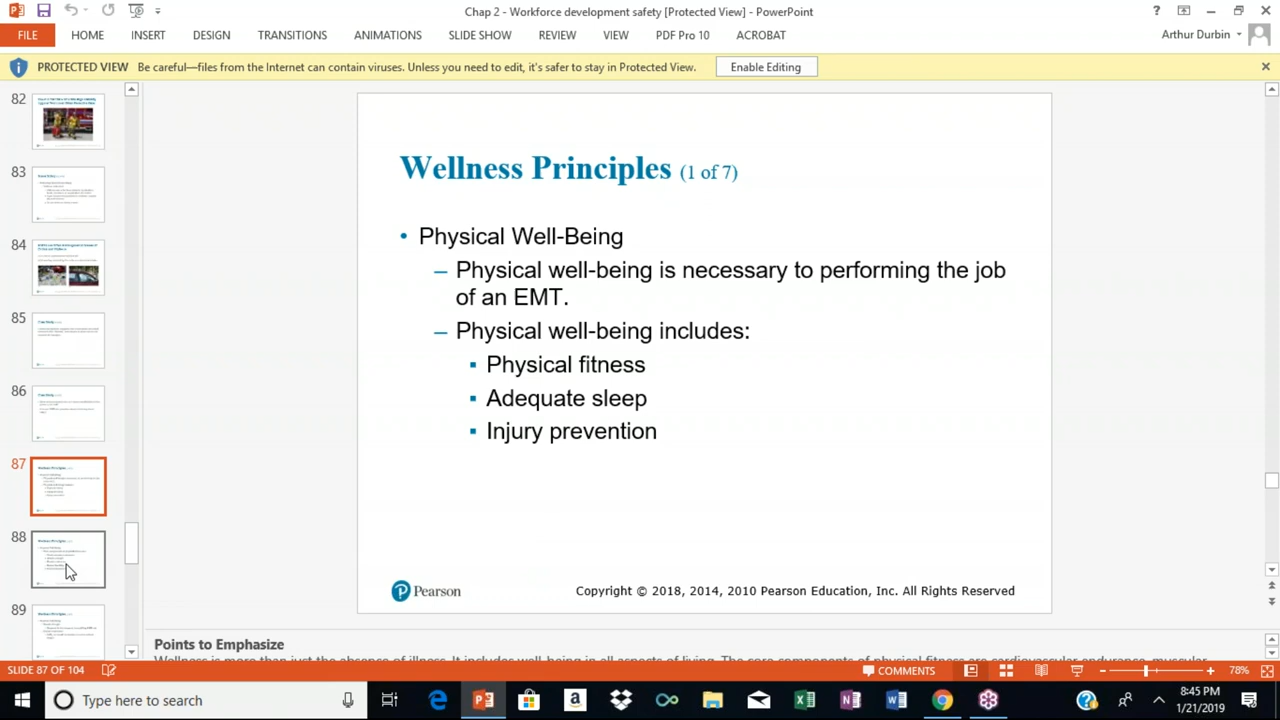 Chp 2 - Workforce development safety [Protected View] - PowerPoint
FILE HOME INSERT DESIGN TRANSITIONS ANIMATIONS SLIDE SHOW REVIEW VIEW PDF Pro 10 ACROBAT
Arthur Durbin
PROTECTED VIEW Be careful—files from the Internet can contain viruses. Unless you need to edit, it's safer to stay in Protected View. Enable Editing
82
83
84
85
86
87
88
89
Wellness Principles (1 of 7)
• Physical Well-Being
– Physical well-being is necessary to performing the job
of an EMT.
– Physical well-being includes:
▪ Physical fitness
▪ Adequate sleep
▪ Injury prevention
Pearson
Copyright © 2018, 2014, 2010 Pearson Education, Inc. All Rights Reserved
Points to Emphasize
SLIDE 87 OF 104
COMMENTS
78%
Type here to search
8:45 PM
1/21/2019